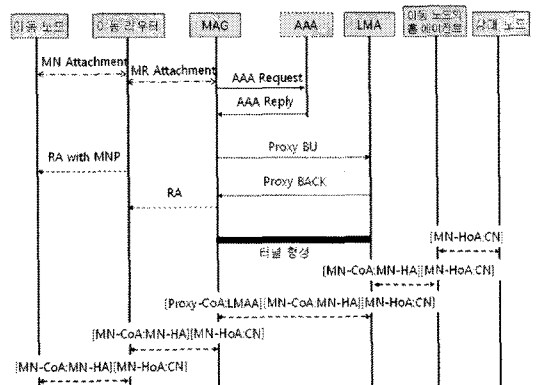 이동 노드
이동 라우터
MAG
AAA
LMA
이동 노드의
홈 에이전트
상대 노드
MN Attachment
MR Attachment
AAA Request
AAA Reply
Proxy BU
RA with MNP
Proxy BACK
RA
터널 형성
[MN-HoA:CN]
[MN-CoA:MN-HA][MN-HoA:CN]
[Proxy-CoA:LMAA][MN-CoA:MN-HA][MN-HoA:CN]
[MN-CoA:MN-HA][MN-HoA:CN]
[MN-CoA:MN-HA][MN-HoA:CN]